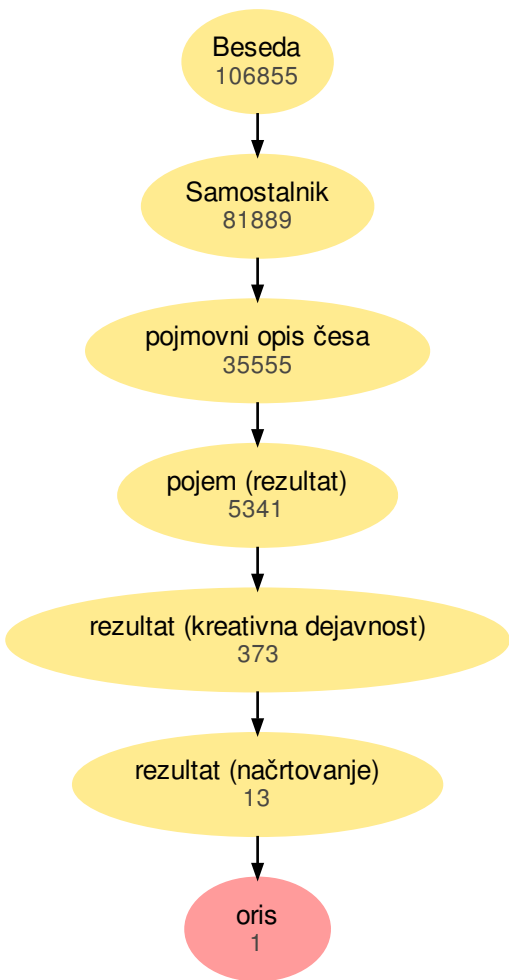 Beseda
106855
Samostalnik
81889
pojmovni opis česa
35555
pojem (rezultat)
5341
rezultat (kreativna dejavnost)
373
rezultat (načrtovanje)
13
oris
1